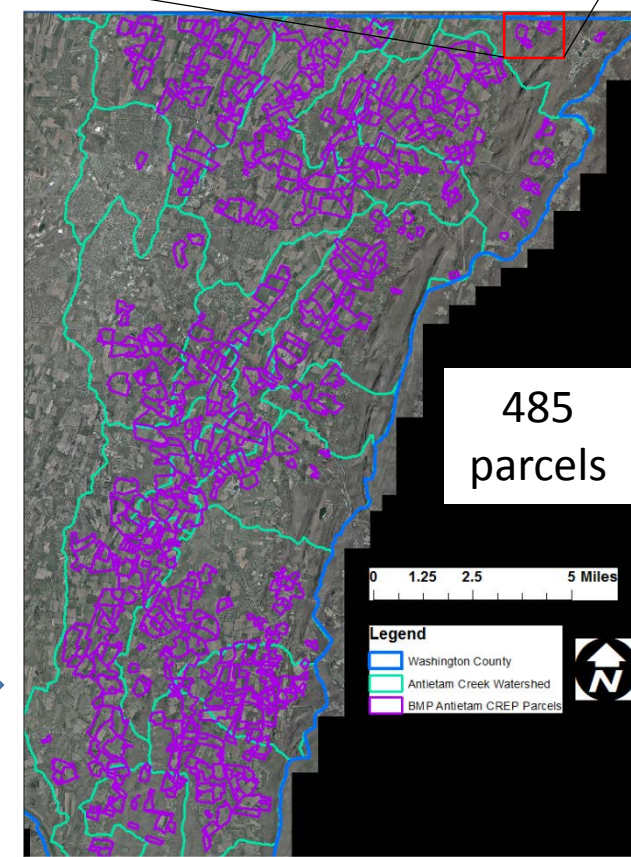 485
parcels
0 1.25 2.5 5 Miles
Legend
Washington County
Antietam Creek Watershed
BMP Antietam CREP Parcels
N